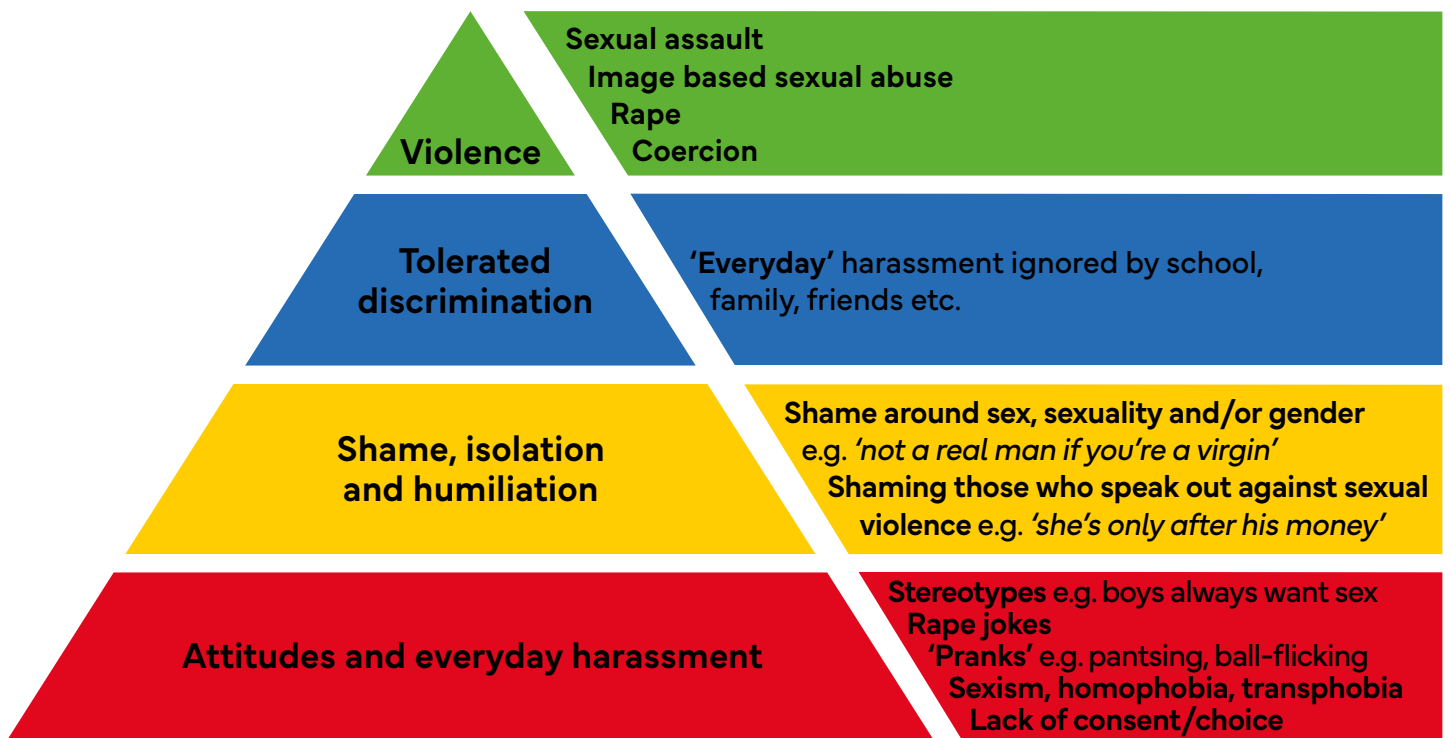 Violence
Sexual assault
Image based sexual abuse
Rape
Coercion
Tolerated
discrimination
‘Everyday’ harassment ignored by school,
family, friends etc.
Shame, isolation
and humiliation
Shame around sex, sexuality and/or gender
e.g. ‘not a real man if you’re a virgin’
Shaming those who speak out against sexual
violence e.g. ‘she’s only after his money’
Attitudes and everyday harassment
Stereotypes e.g. boys always want sex
Rape jokes
‘Pranks’ e.g. pantsing, ball-flicking
Sexism, homophobia, transphobia
Lack of consent/choice